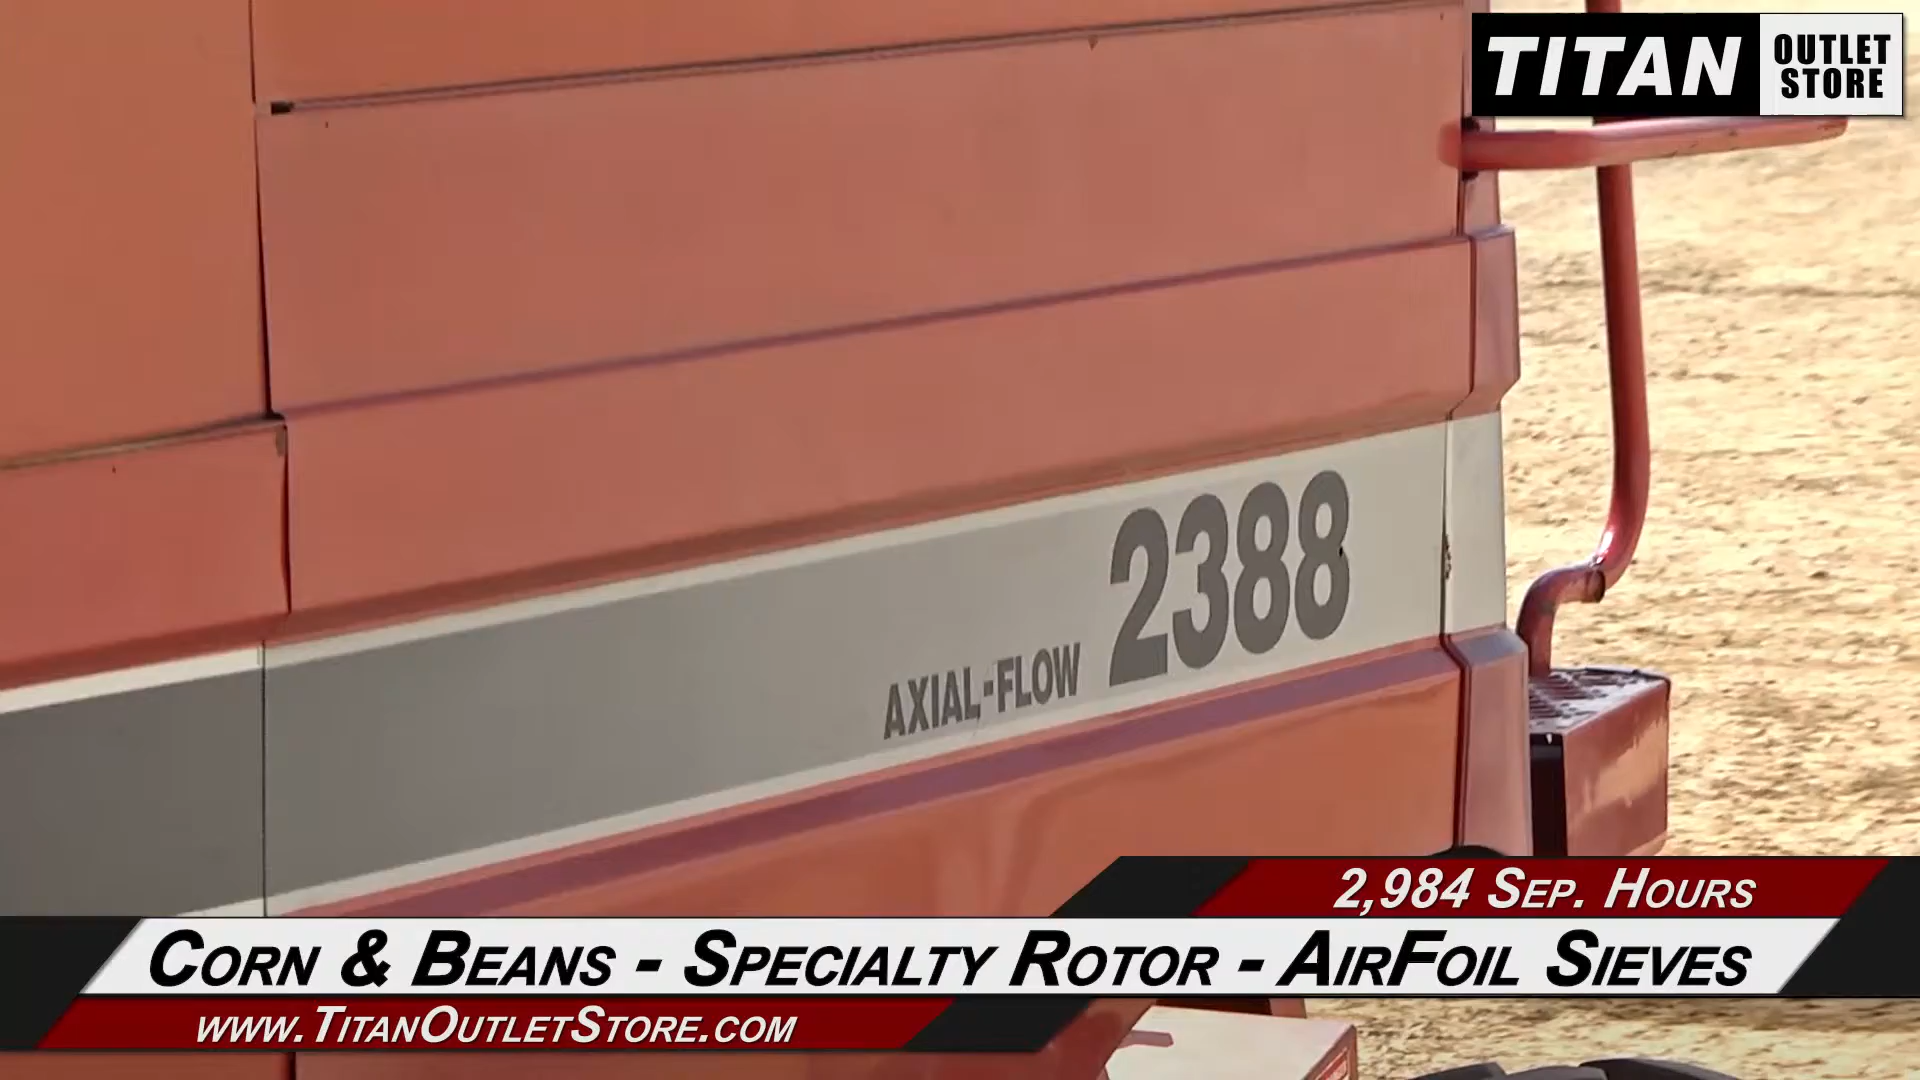 TITAN
OUTLET
STORE
AXIAL-FLOW 2388
2,984 Sep. Hours
Corn & Beans - Specialty Rotor - AirFoil Sieves
www.TitanOutletStore.com